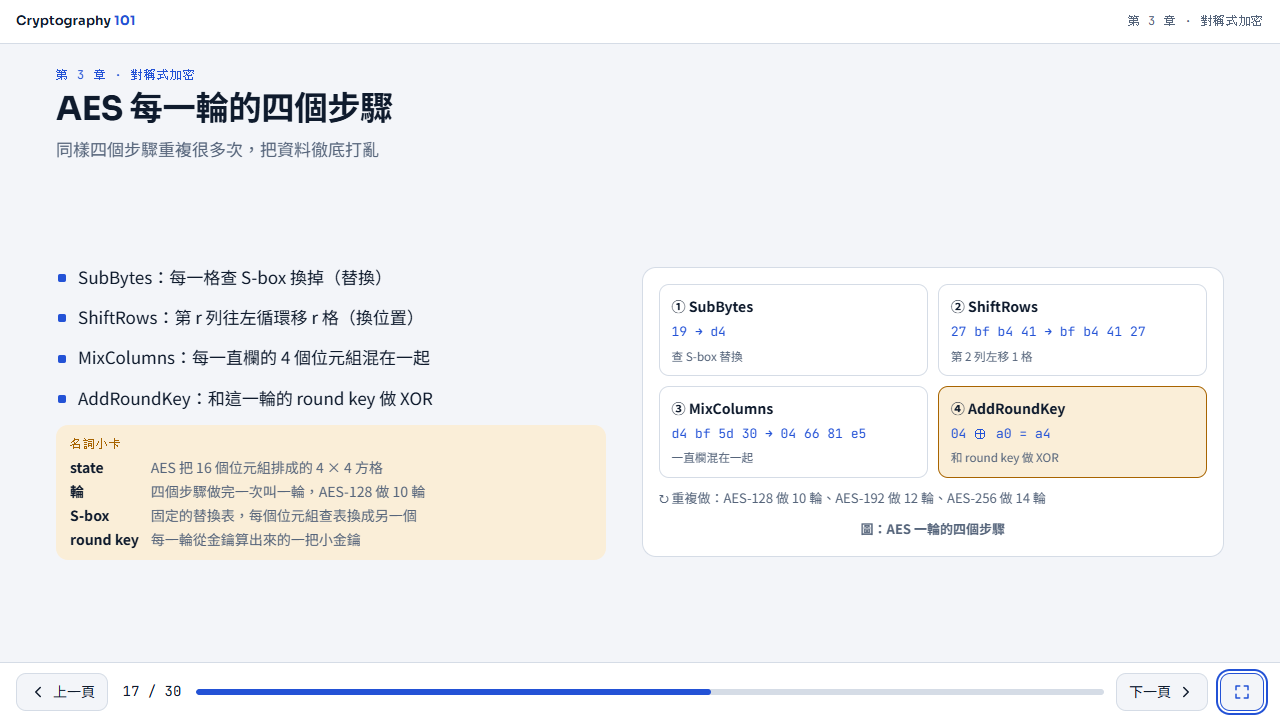 Cryptography 101
第 3 章 · 對稱式加密
第 3 章 · 對稱式加密
AES 每一輪的四個步驟
同樣四個步驟重複很多次，把資料徹底打亂
SubBytes：每一格查 S-box 換掉（替換）
ShiftRows：第 r 列往左循環移 r 格（換位置）
MixColumns：每一直欄的 4 個位元組混在一起
AddRoundKey：和這一輪的 round key 做 XOR
名詞小卡
state AES 把 16 個位元組排成的 4 × 4 方格
輪 四個步驟做完一次叫一輪，AES-128 做 10 輪
S-box 固定的替換表，每個位元組查表換成另一個
round key 每一輪從金鑰算出來的一把小金鑰
① SubBytes
19 → d4
查 S-box 替換
② ShiftRows
27 bf b4 41 → bf b4 41 27
第 2 列左移 1 格
③ MixColumns
d4 bf 5d 30 → 04 66 81 e5
一直欄混在一起
④ AddRoundKey
04 ⊕ a0 = a4
和 round key 做 XOR
↻ 重複做：AES-128 做 10 輪、AES-192 做 12 輪、AES-256 做 14 輪
圖：AES 一輪的四個步驟
上一頁
17 / 30
下一頁